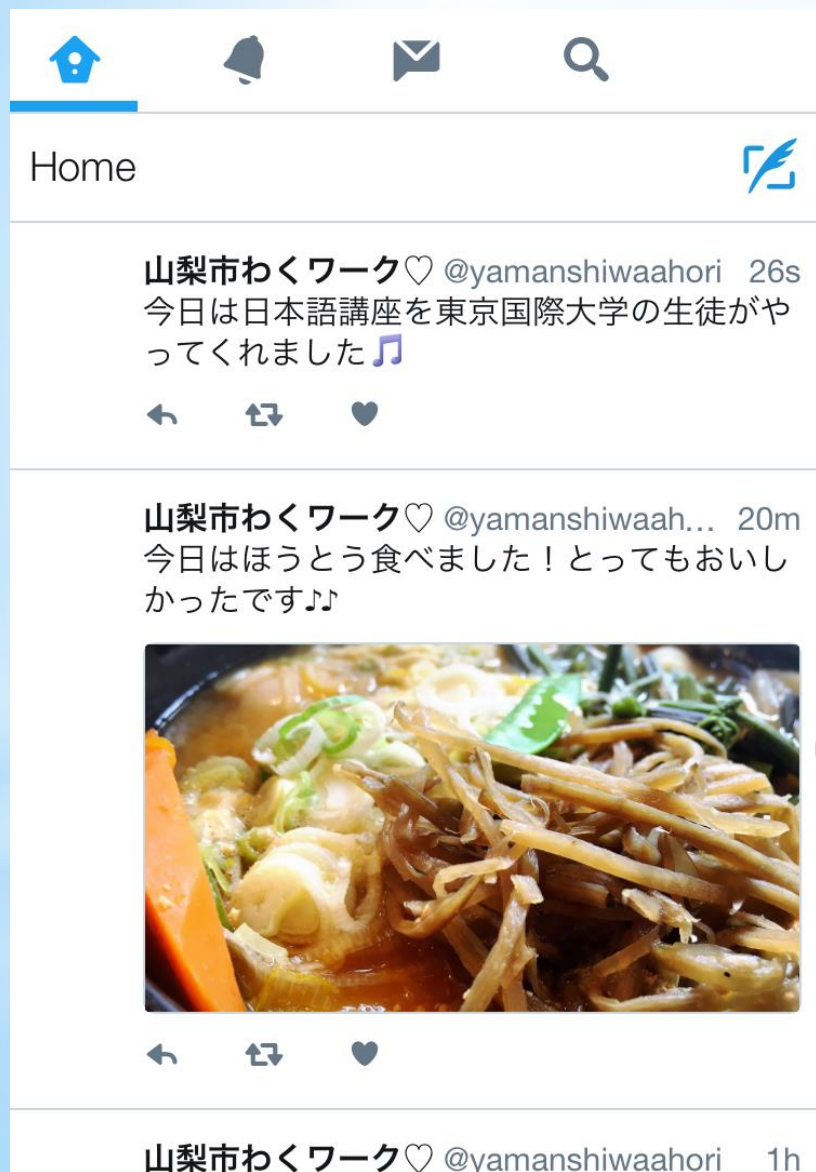 Home
山梨市わくワーク♡ @yamanshiwaahori 26s
今日は日本語講座を東京国際大学の生徒がや
ってくれました🎵
山梨市わくワーク♡ @yamanshiwaah... 20m
今日はほうとう食べました！とってもおいし
かったです♪♪
山梨市わくワーク♡ @yamanshiwaahori 1h